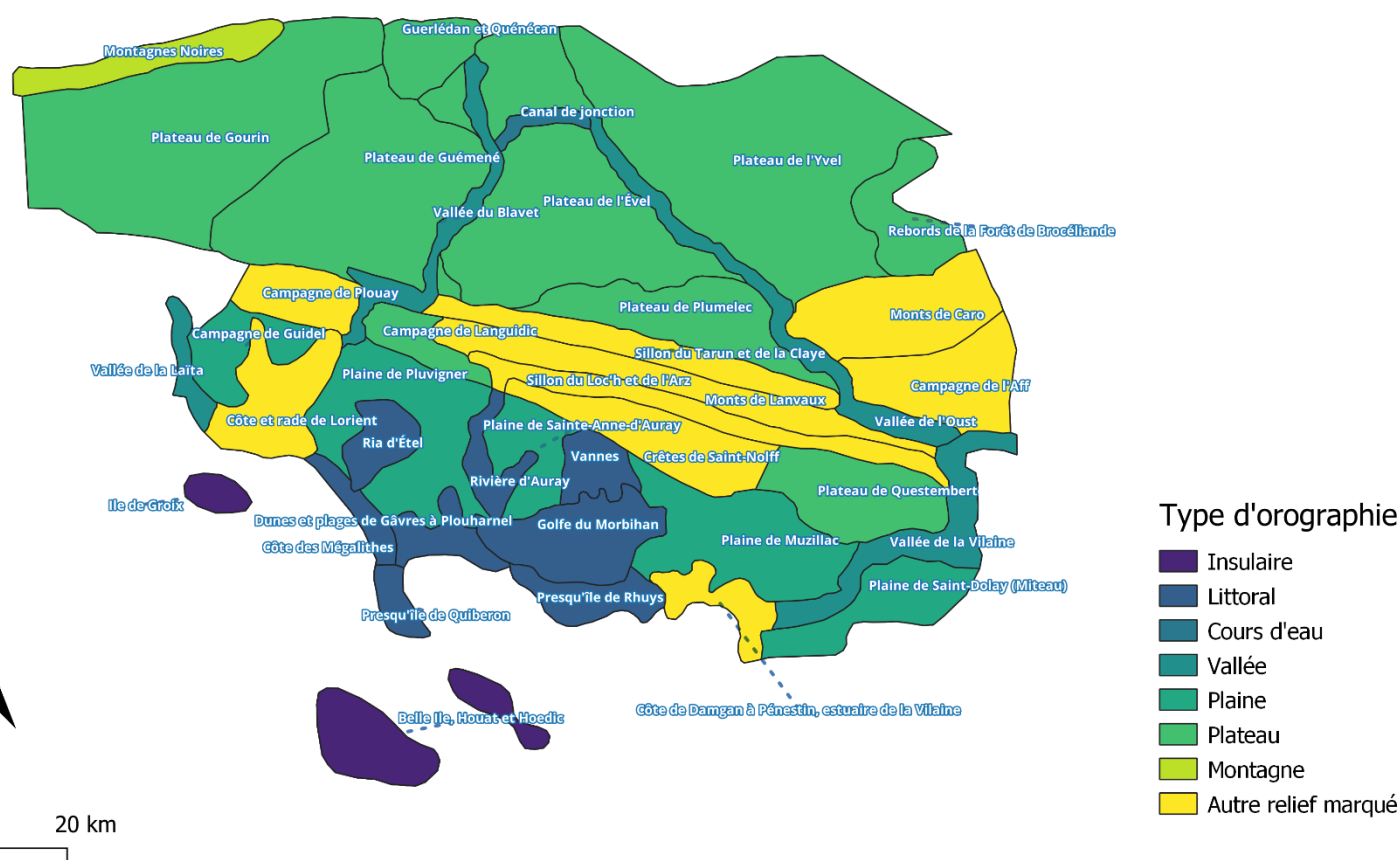 Guerlédan et Quénécan
Montagnes Noires
Canal de jonction
Plateau de Gourin
Plateau de Guémené
Plateau de l'Yvel
Plateau de l'Ével
Vallée du Blavet
Rebords de la Forêt de Brocéliande
Campagne de Plouay
Plateau de Plumelec
Monts de Caro
Campagne de Guidel
Campagne de Languidic
Sillon du Tarun et de la Claye
Vallée de la Laïta
Plaine de Pluvigner
Sillon du Loc'h et de l'Arz
Campagne de l'Aff
Monts de Lanvaux
Côte et rade de Lorient
Plaine de Sainte-Anne-d'Auray
Vallée de l'Oust
Ria d'Étel
Vannes
Crêtes de Saint-Nolff
Rivière d'Auray
Plateau de Questembert
Ile de Groix
Dunes et plages de Gâvres à Plouharnel
Golfe du Morbihan
Côte des Mégalithes
Plaine de Muzillac
Vallée de la Vilaine
Plaine de Saint-Dolay (Miteau)
Presqu'île de Rhuys
Presqu'île de Quiberon
Belle Ile, Houat et Hoedic
Côte de Damgan à Pénestin, estuaire de la Vilaine
Type d'orographie
Insulaire
Littoral
Cours d'eau
Vallée
Plaine
Plateau
Montagne
Autre relief marqué
20 km